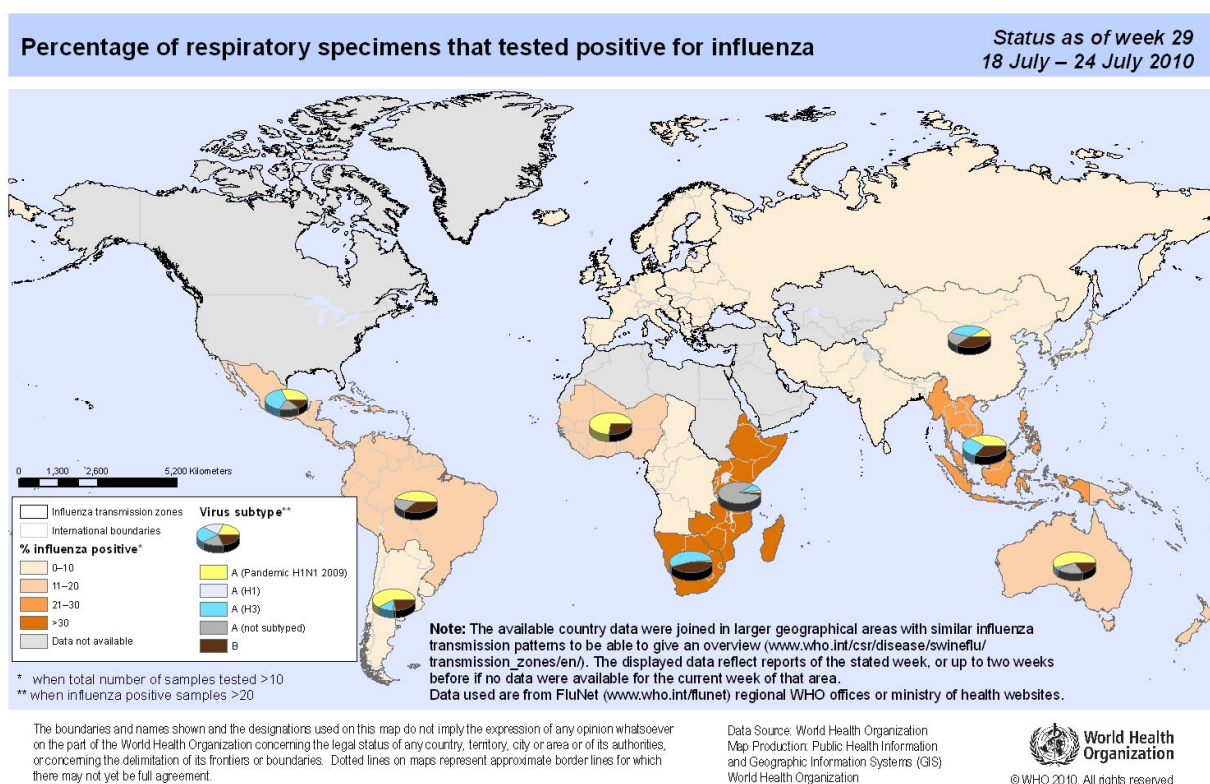 Percentage of respiratory specimens that tested positive for influenza
Status as of week 29
18 July – 24 July 2010
0 1,300 2,600 5,200 Kilometers
Influenza transmission zones
International boundaries
% influenza positive*
0–10
11–20
21–30
>30
Data not available
Virus subtype**
A (Pandemic H1N1 2009)
A (H1)
A (H3)
A (not subtyped)
B
* when total number of samples tested >10
** when influenza positive samples >20
Note: The available country data were joined in larger geographical areas with similar influenza
transmission patterns to be able to give an overview (www.who.int/csr/disease/swineflu/
transmission_zones/en/). The displayed data reflect reports of the stated week, or up to two weeks
before if no data were available for the current week of that area.
Data used are from FluNet (www.who.int/flunet) regional WHO offices or ministry of health websites.
The boundaries and names shown and the designations used on this map do not imply the expression of any opinion whatsoever
on the part of the World Health Organization concerning the legal status of any country, territory, city or area or of its authorities,
or concerning the delimitation of its frontiers or boundaries. Dotted lines on maps represent approximate border lines for which
there may not yet be full agreement.
Data Source: World Health Organization
Map Production: Public Health Information
and Geographic Information Systems (GIS)
World Health Organization
World Health
Organization
© WHO 2010. All rights reserved